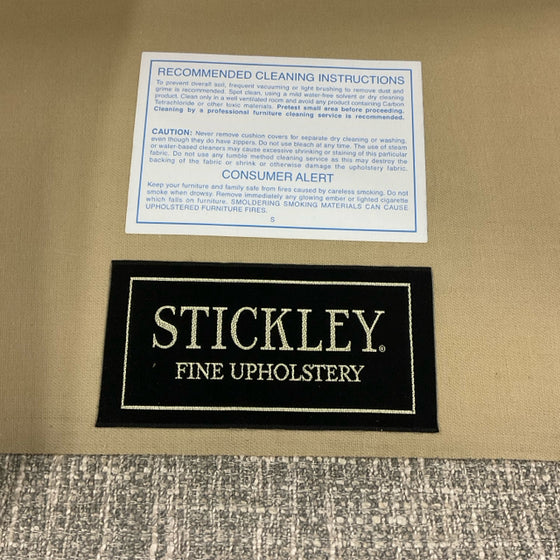 RECOMMENDED CLEANING INSTRUCTIONS
To prevent overall soil, frequent vacuuming or light brushing to remove dust and
grime is recommended. Spot clean, using a mild water-free solvent or dry cleaning
product. Clean only in a well ventilated room and avoid any product containing Carbon
Tetrachloride or other toxic materials. Pretest small area before proceeding.
Cleaning by a professional furniture cleaning service is recommended.
CAUTION: Never remove cushion covers for separate dry cleaning or washing,
even though they do have zippers. Do not use bleach at any time. The use of steam
or water-based cleaners may cause excessive shrinking or staining of this particular
fabric. Do not use any tumble method cleaning service as this may destroy the
backing of the fabric or shrink or otherwise damage the upholstery fabric.
CONSUMER ALERT
Keep your furniture and family safe from fires caused by careless smoking. Do not
smoke when drowsy. Remove immediately any glowing ember or lighted cigarette
which falls on furniture. SMOLDERING SMOKING MATERIALS CAN CAUSE
UPHOLSTERED FURNITURE FIRES.
S
STICKLEY®
FINE UPHOLSTERY